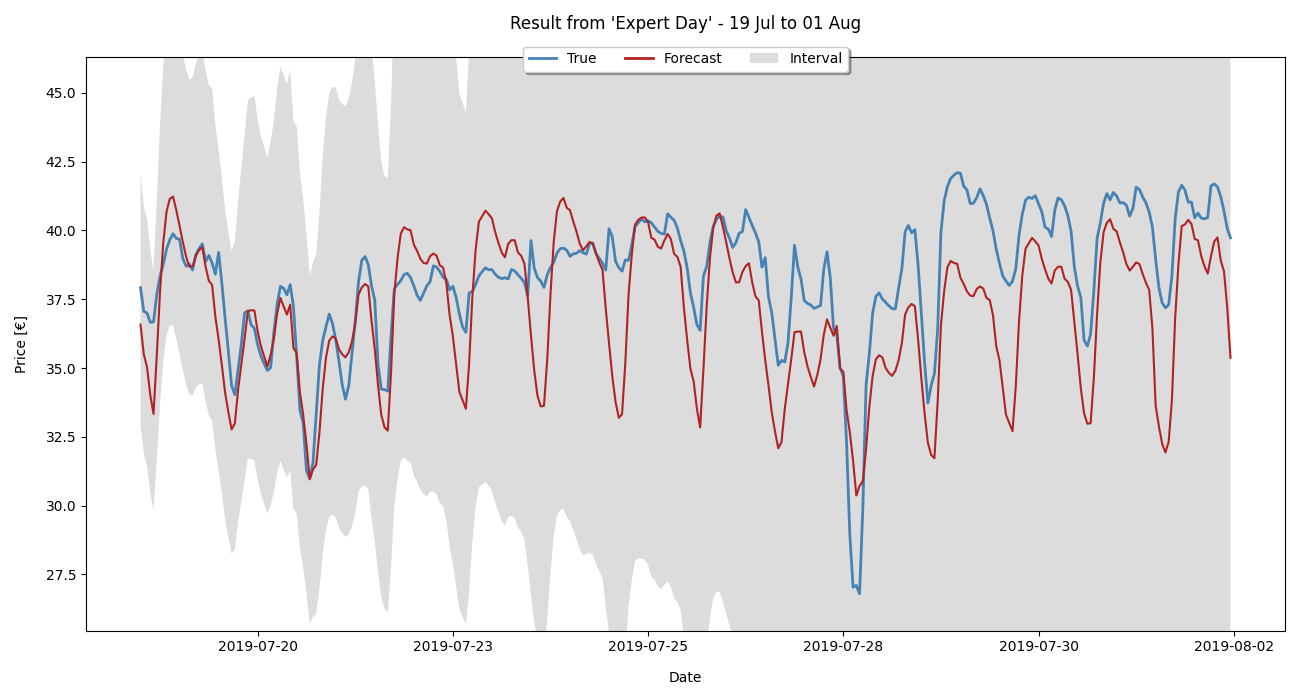 Result from 'Expert Day' - 19 Jul to 01 Aug
True Forecast Interval
Price [€]
45.0
42.5
40.0
37.5
35.0
32.5
30.0
27.5
2019-07-20 2019-07-23 2019-07-25 2019-07-28 2019-07-30 2019-08-02
Date